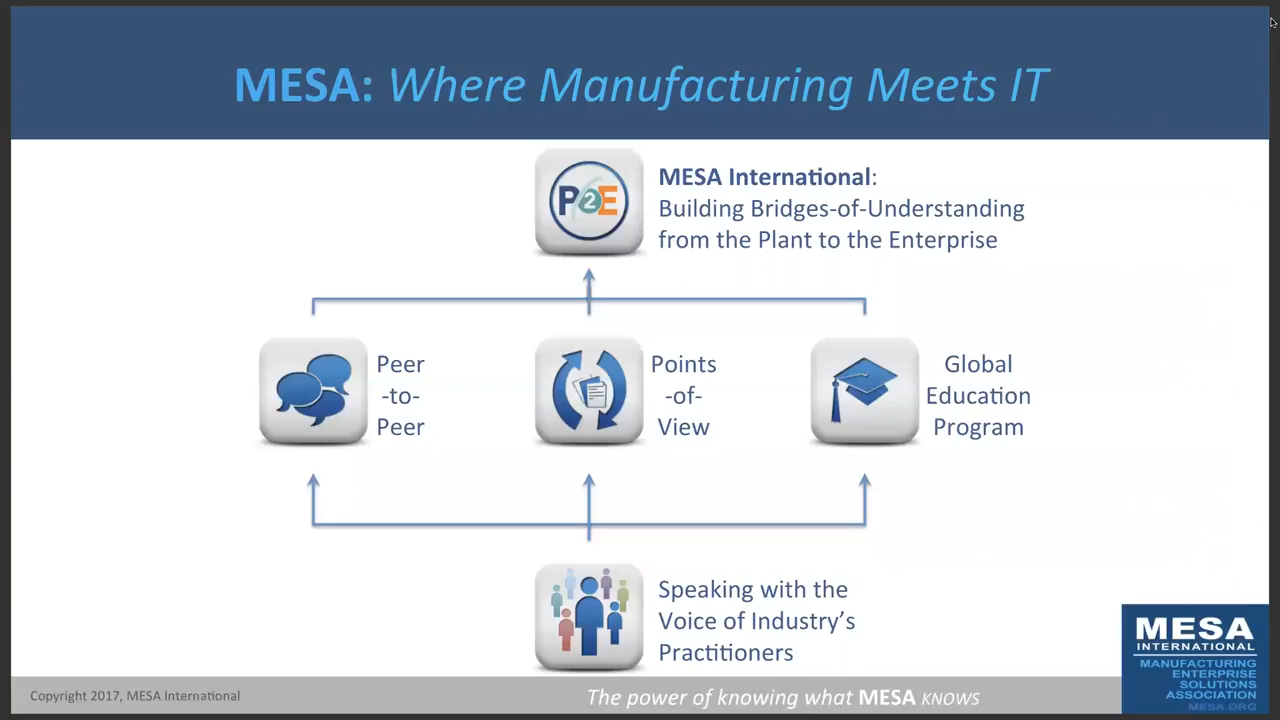 MESA: Where Manufacturing Meets IT
P2E
MESA International:
Building Bridges-of-Understanding
from the Plant to the Enterprise
Peer
-to-
Peer
Points
-of-
View
Global
Education
Program
Speaking with the
Voice of Industry’s
Practitioners
MESA
INTERNATIONAL
MANUFACTURING
ENTERPRISE
SOLUTIONS
ASSOCIATION
MESA.ORG
Copyright 2017, MESA International
The power of knowing what MESA KNOWS